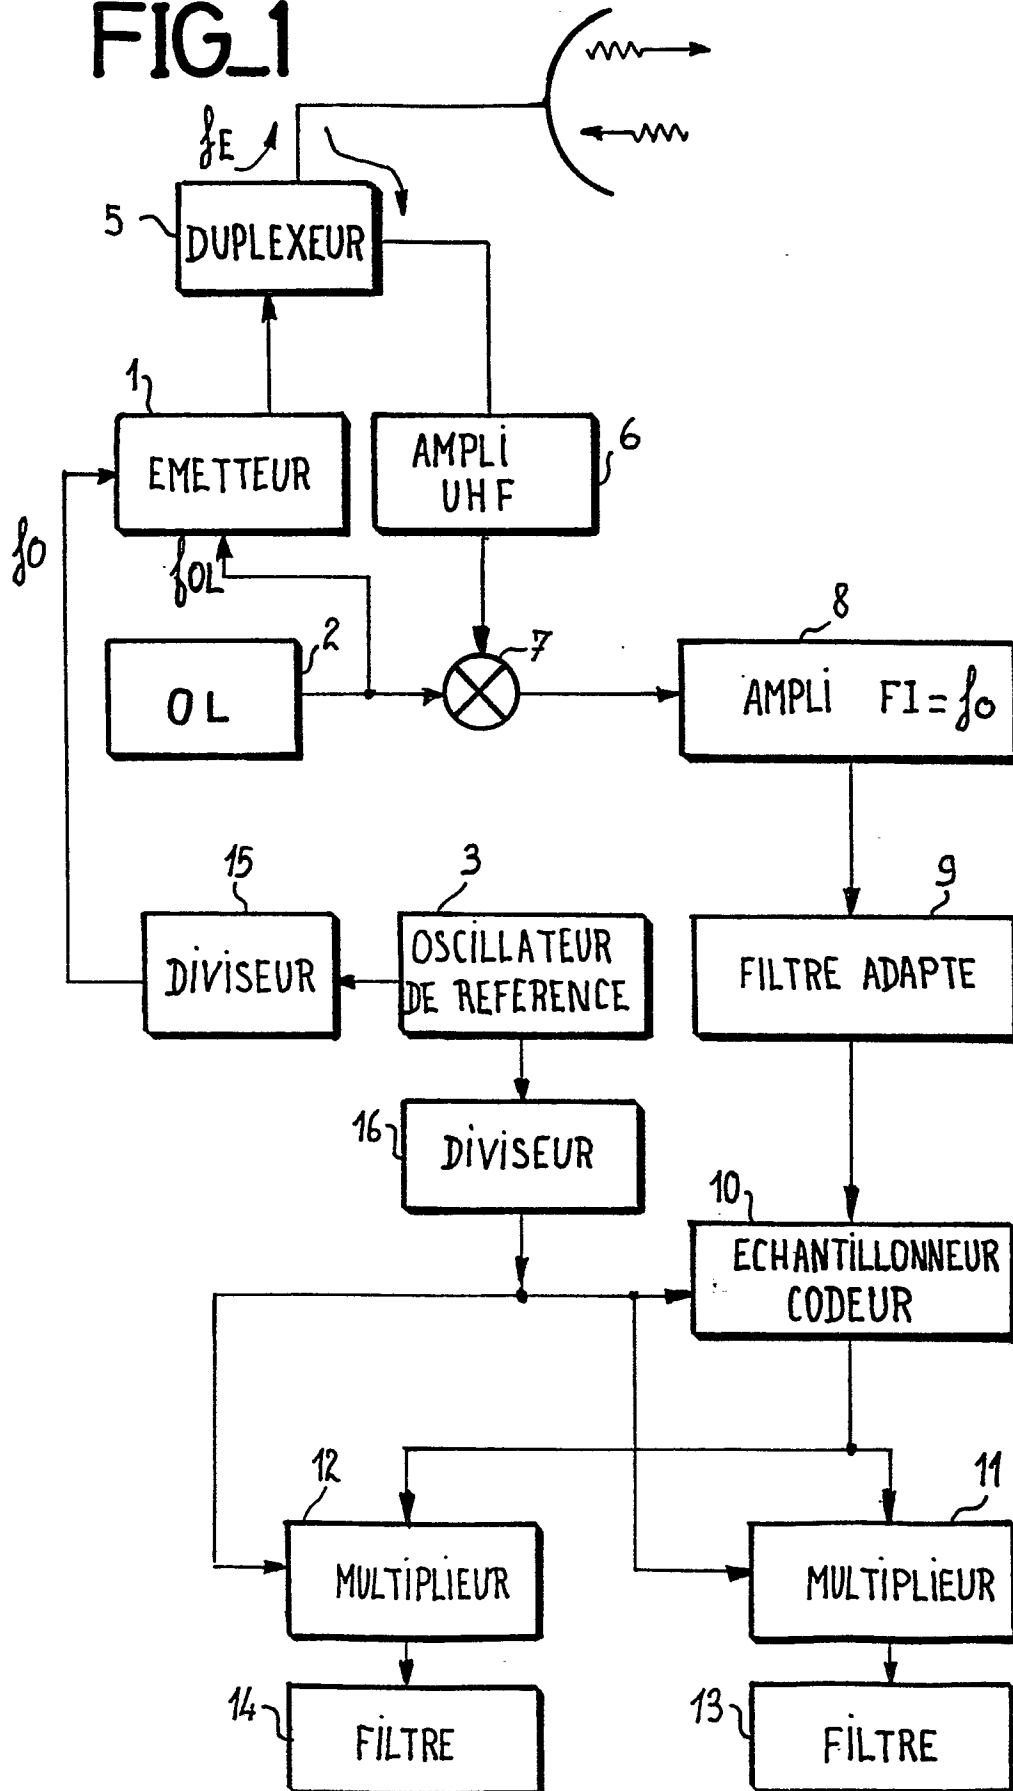 FIG_1
fE
5
DUPLEXEUR
1
EMETTEUR
AMPLI
UHF
6
fo
fOL
2
OL
7
8
AMPLI FI = fo
15
DIVISEUR
3
OSCILLATEUR
DE REFERENCE
9
FILTRE ADAPTE
16
DIVISEUR
10
ECHANTILLONNEUR
CODEUR
12
MULTIPLIEUR
11
MULTIPLIEUR
14
FILTRE
13
FILTRE